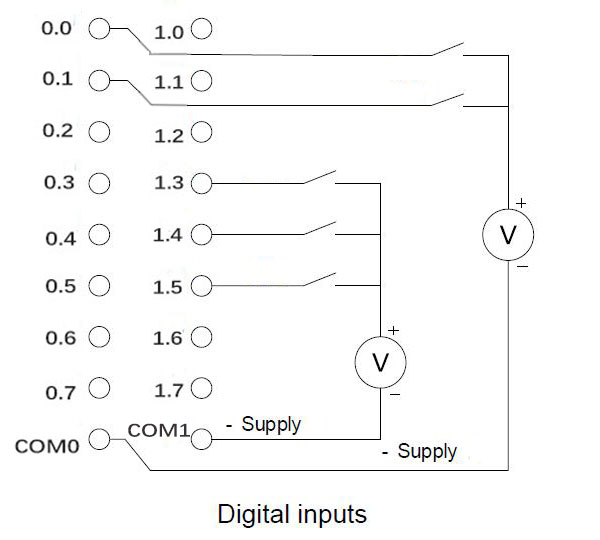 0.0 1.0
0.1 1.1
0.2 1.2
0.3 1.3
0.4 1.4
+
V
−
0.5 1.5
0.6 1.6
+
V
−
0.7 1.7
COM0 COM1 - Supply
- Supply
Digital inputs